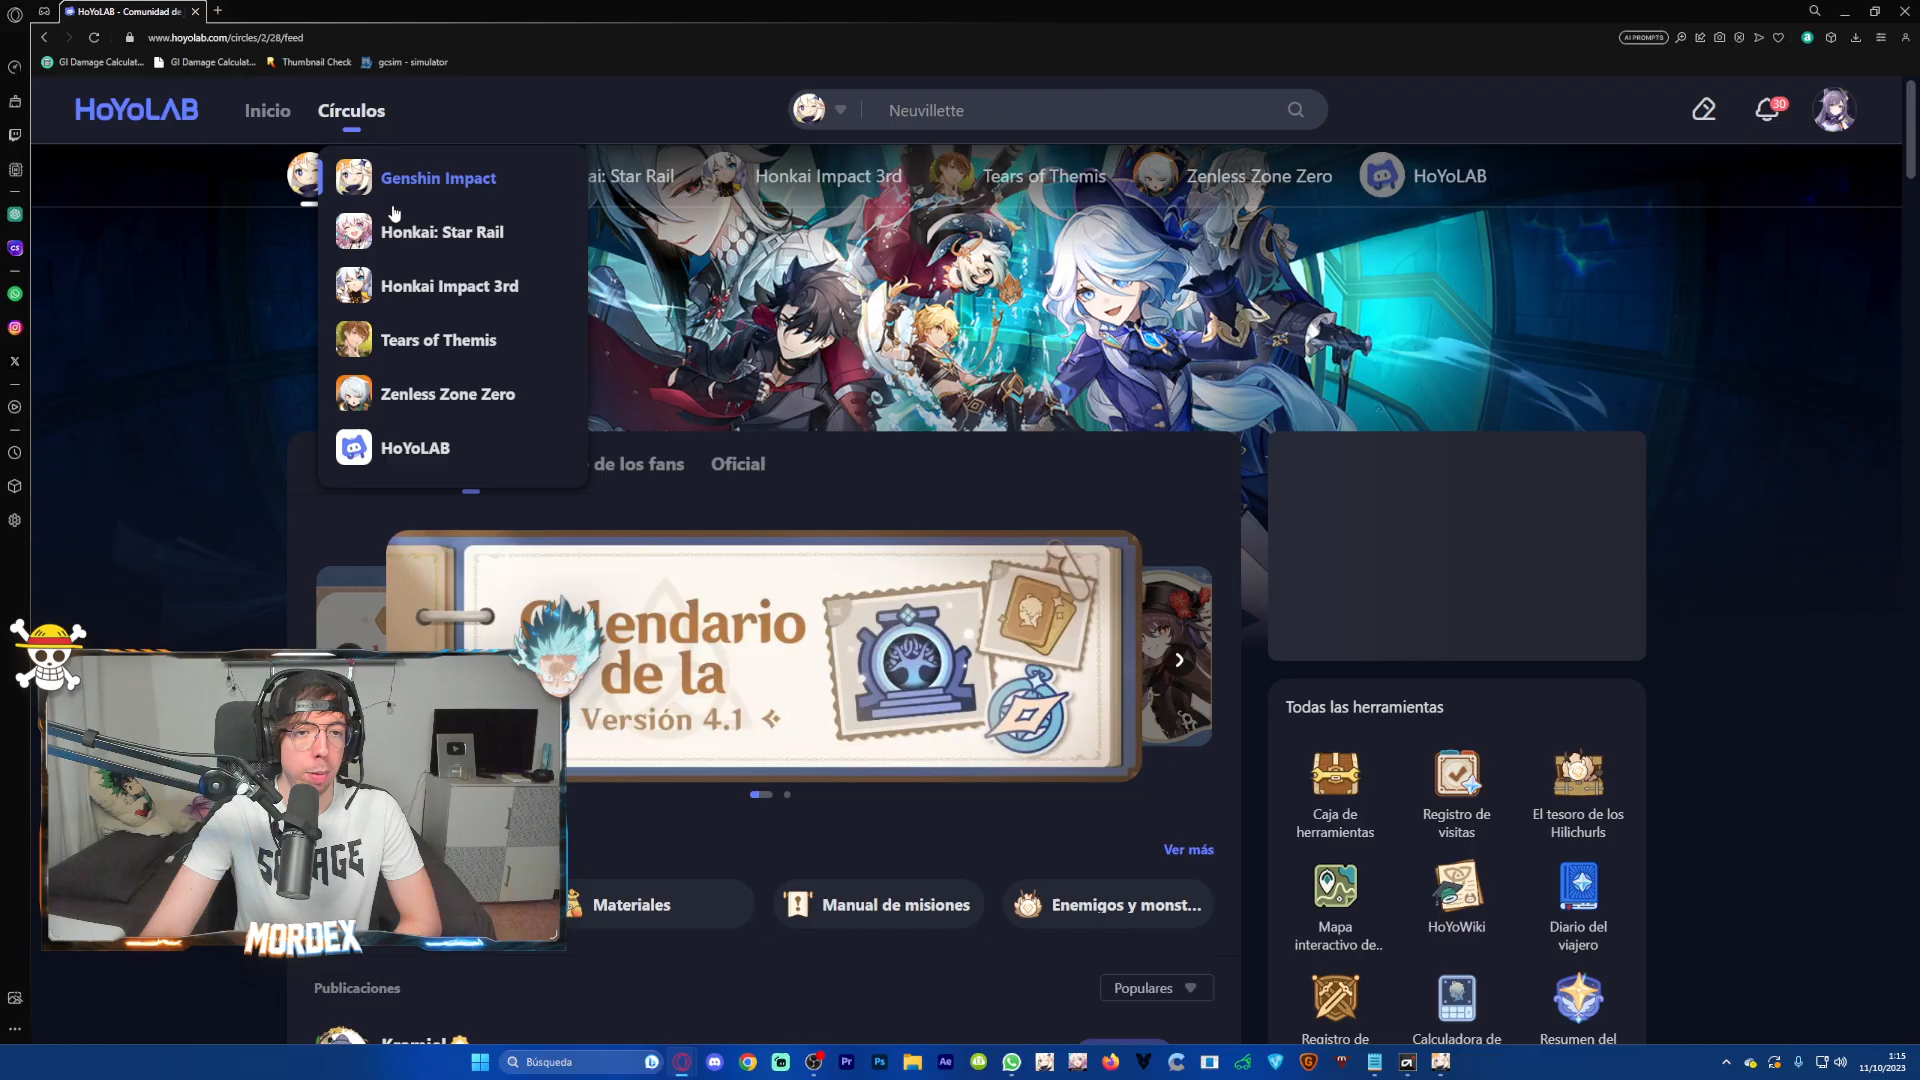 HoYoLAB - Comunidad de
www.hoyolab.com/circles/2/28/feed
AI PROMPTS
GI Damage Calculat...
GI Damage Calculat...
Thumbnail Check
gcsim - simulator
HoYoLAB
Inicio
Círculos
Neuvillette
30
Genshin Impact
Honkai: Star Rail
Honkai Impact 3rd
Tears of Themis
Zenless Zone Zero
HoYoLAB
ai: Star Rail
Honkai Impact 3rd
Tears of Themis
Zenless Zone Zero
HoYoLAB
de los fans
Oficial
Calendario
de la
Versión 4.1
Ver más
Materiales
Manual de misiones
Enemigos y monst...
Publicaciones
Populares
Todas las herramientas
Caja de
herramientas
Registro de
visitas
El tesoro de los
Hilichurls
Mapa
interactivo de..
HoYoWiki
Diario del
viajero
Registro de
Calculadora de
Resumen del
MORDEX
Búsqueda
1:15
11/10/2023